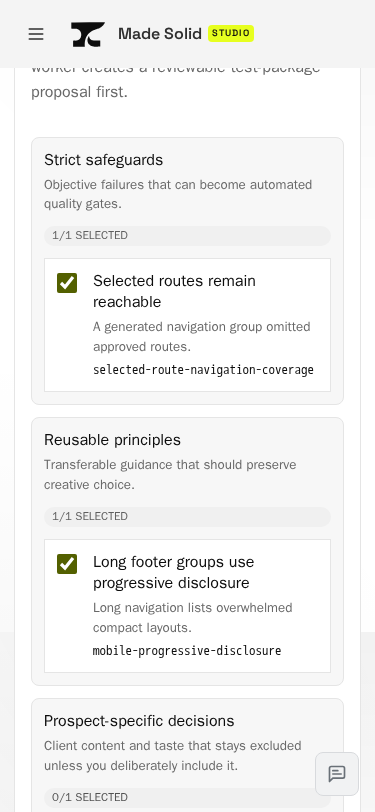 Made Solid STUDIO
worker creates a reviewable test-package
proposal first.
Strict safeguards
Objective failures that can become automated
quality gates.
1/1 SELECTED
Selected routes remain
reachable
A generated navigation group omitted
approved routes.
selected-route-navigation-coverage
Reusable principles
Transferable guidance that should preserve
creative choice.
1/1 SELECTED
Long footer groups use
progressive disclosure
Long navigation lists overwhelmed
compact layouts.
mobile-progressive-disclosure
Prospect-specific decisions
Client content and taste that stays excluded
unless you deliberately include it.
0/1 SELECTED